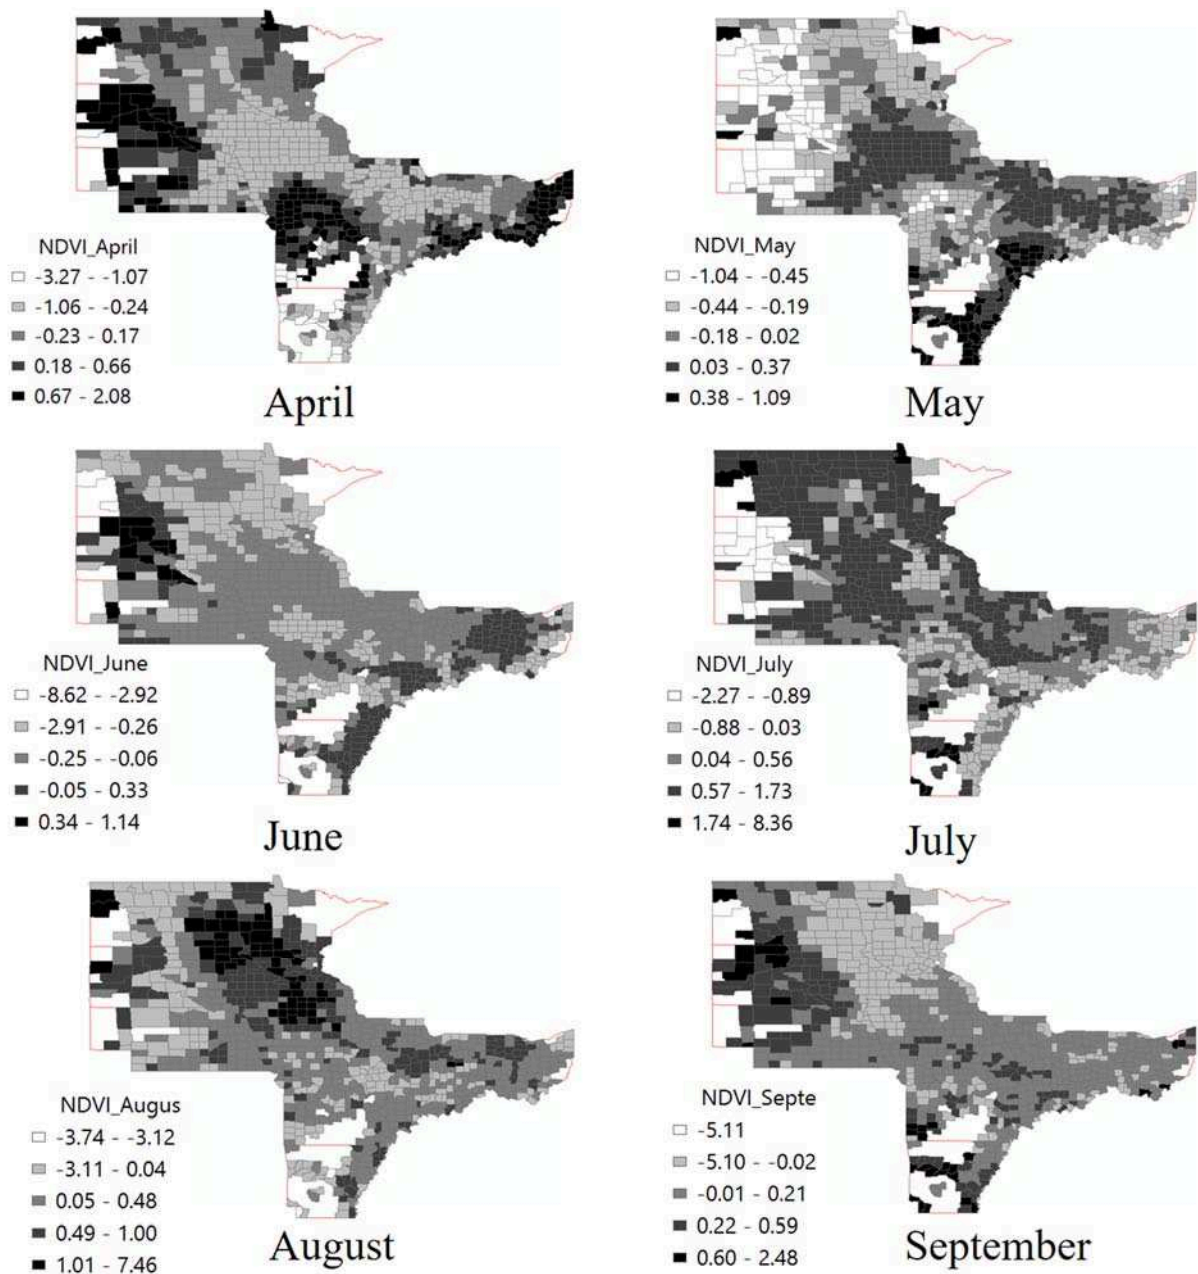 NDVI_April
-3.27 - -1.07
-1.06 - -0.24
-0.23 - 0.17
0.18 - 0.66
0.67 - 2.08
April
NDVI_May
-1.04 - -0.45
-0.44 - -0.19
-0.18 - 0.02
0.03 - 0.37
0.38 - 1.09
May
NDVI_June
-8.62 - -2.92
-2.91 - -0.26
-0.25 - -0.06
-0.05 - 0.33
0.34 - 1.14
June
NDVI_July
-2.27 - -0.89
-0.88 - 0.03
0.04 - 0.56
0.57 - 1.73
1.74 - 8.36
July
NDVI_Augus
-3.74 - -3.12
-3.11 - 0.04
0.05 - 0.48
0.49 - 1.00
1.01 - 7.46
August
NDVI_Septe
-5.11
-5.10 - -0.02
-0.01 - 0.21
0.22 - 0.59
0.60 - 2.48
September